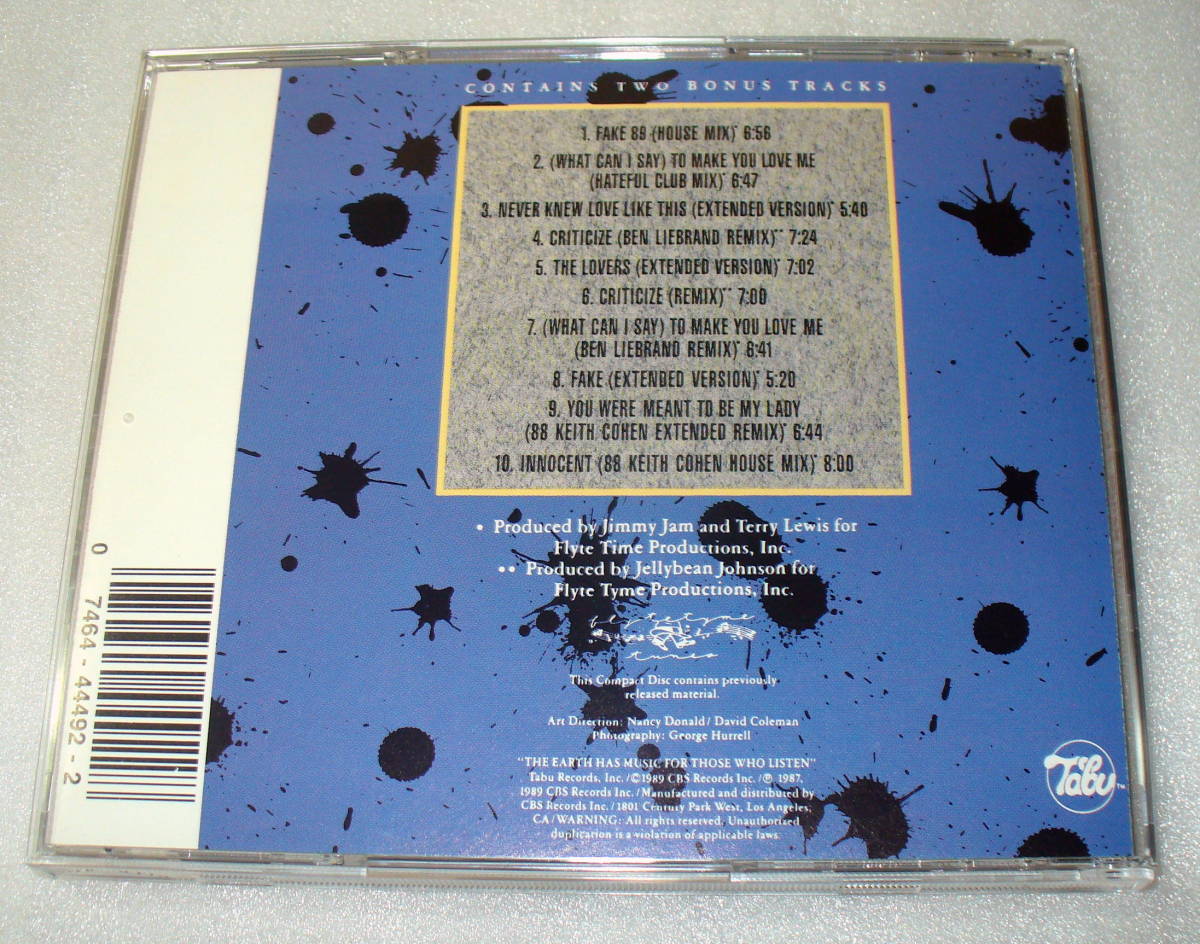 CONTAINS TWO BONUS TRACKS
1. FAKE 89 (HOUSE MIX)* 6:56
2. (WHAT CAN I SAY) TO MAKE YOU LOVE ME
(HATEFUL CLUB MIX)* 6:47
3. NEVER KNEW LOVE LIKE THIS (EXTENDED VERSION)* 5:40
4. CRITICIZE (BEN LIEBRAND REMIX)** 7:24
5. THE LOVERS (EXTENDED VERSION)* 7:02
6. CRITICIZE (REMIX)** 7:00
7. (WHAT CAN I SAY) TO MAKE YOU LOVE ME
(BEN LIEBRAND REMIX)* 6:41
8. FAKE (EXTENDED VERSION)* 5:20
9. YOU WERE MEANT TO BE MY LADY
(88 KEITH COHEN EXTENDED REMIX)* 6:44
10. INNOCENT (88 KEITH COHEN HOUSE MIX)* 8:00
• Produced by Jimmy Jam and Terry Lewis for
Flyte Time Productions, Inc.
•• Produced by Jellybean Johnson for
Flyte Tyme Productions, Inc.
flyte tyme
tunes
This Compact Disc contains previously
released material.
Art Direction: Nancy Donald / David Coleman
Photography: George Hurrell
"THE EARTH HAS MUSIC FOR THOSE WHO LISTEN"
Tabu Records, Inc. / © 1989 CBS Records Inc. / ℗ 1987,
1989 CBS Records Inc. / Manufactured and distributed by
CBS Records Inc. / 1801 Century Park West, Los Angeles,
CA / WARNING: All rights reserved. Unauthorized
duplication is a violation of applicable laws.
Tabu™
0 7464-44492-2